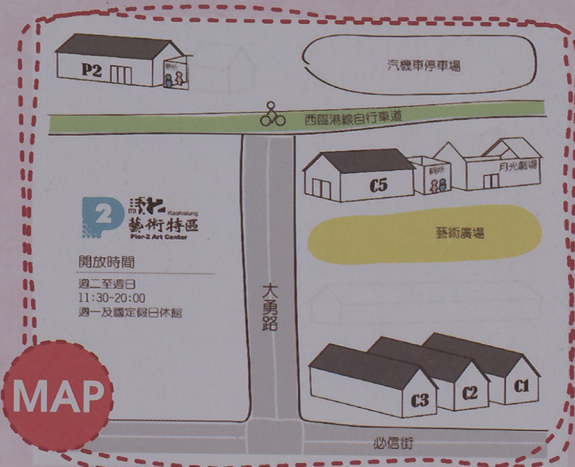 P2
汽機車停車場
西臨港線自行車道
C5
月光劇場
藝術廣場
P2
Kaohsiung
藝術特區
Pier-2 Art Center
開放時間
週二至週日
11:30-20:00
週一及國定假日休館
大勇路
C3
C2
C1
MAP
必信街